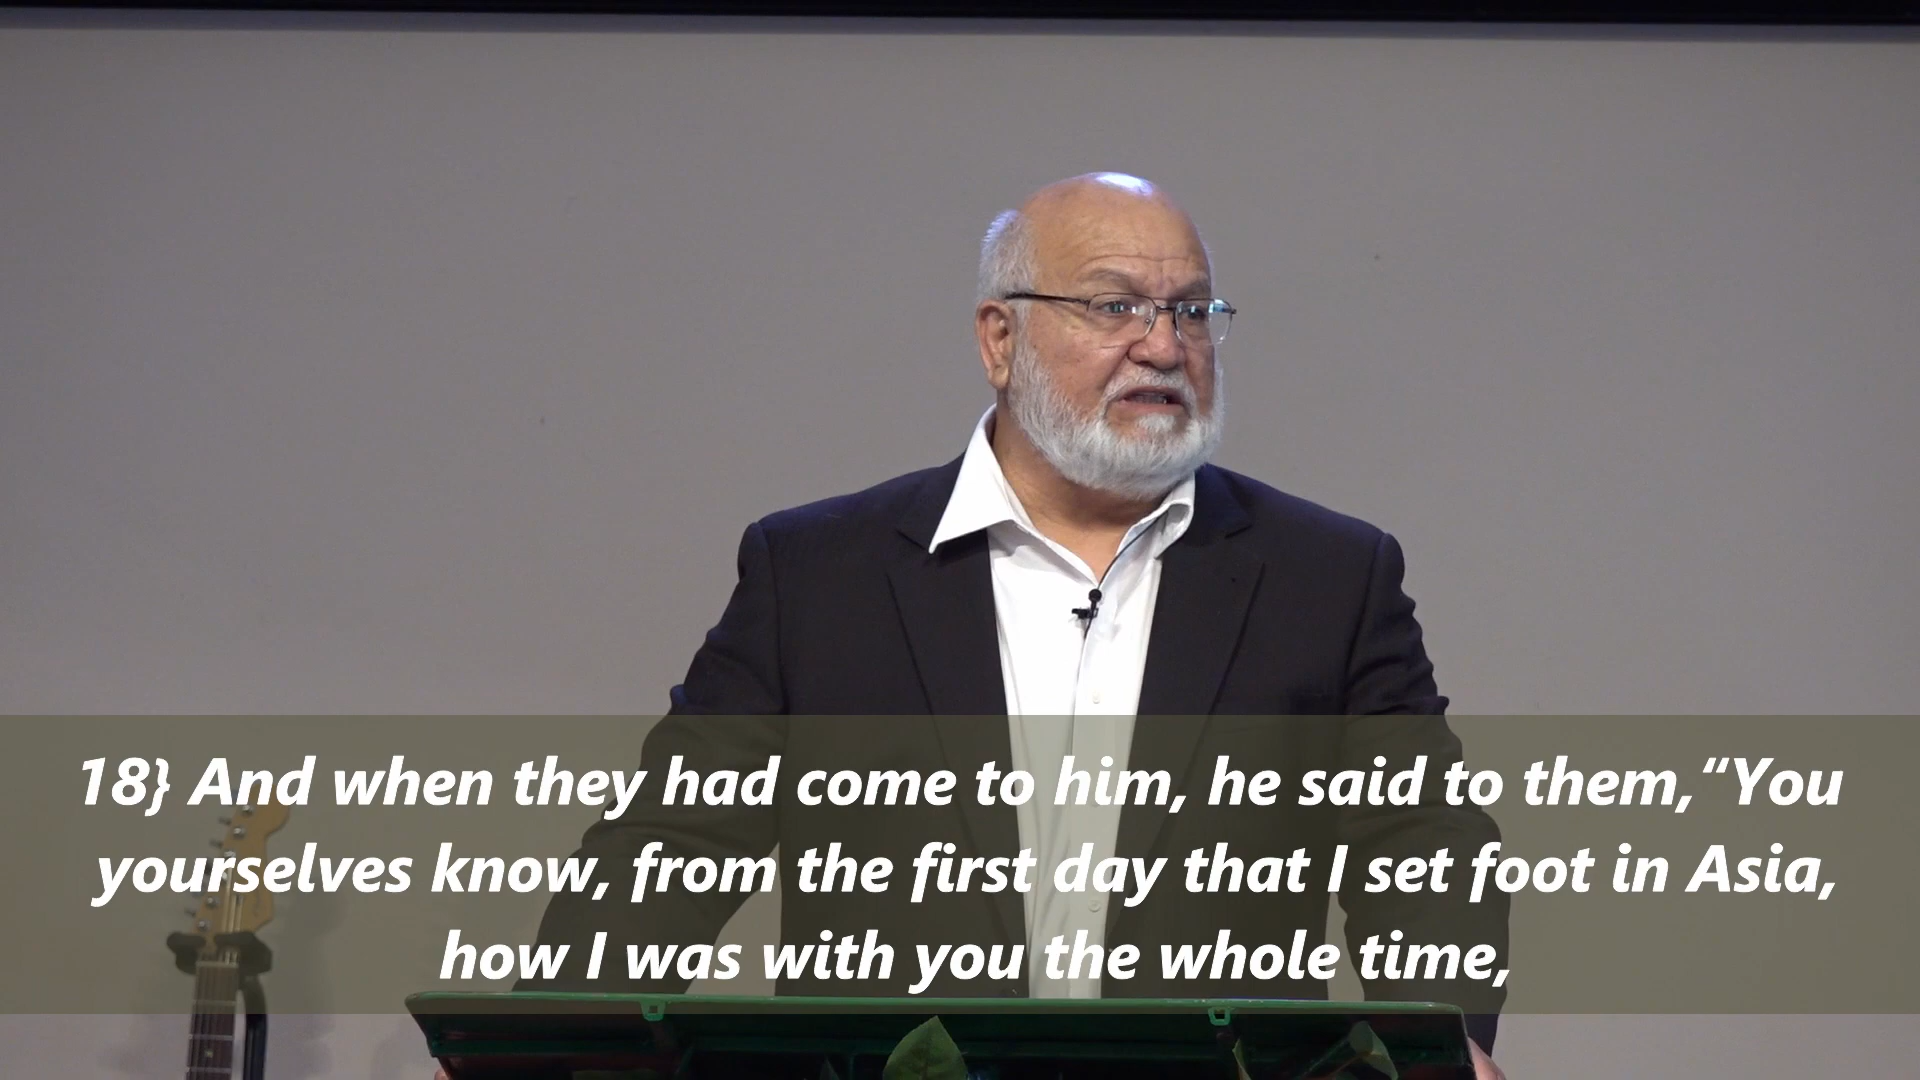 18} And when they had come to him, he said to them,“You
yourselves know, from the first day that I set foot in Asia,
how I was with you the whole time,